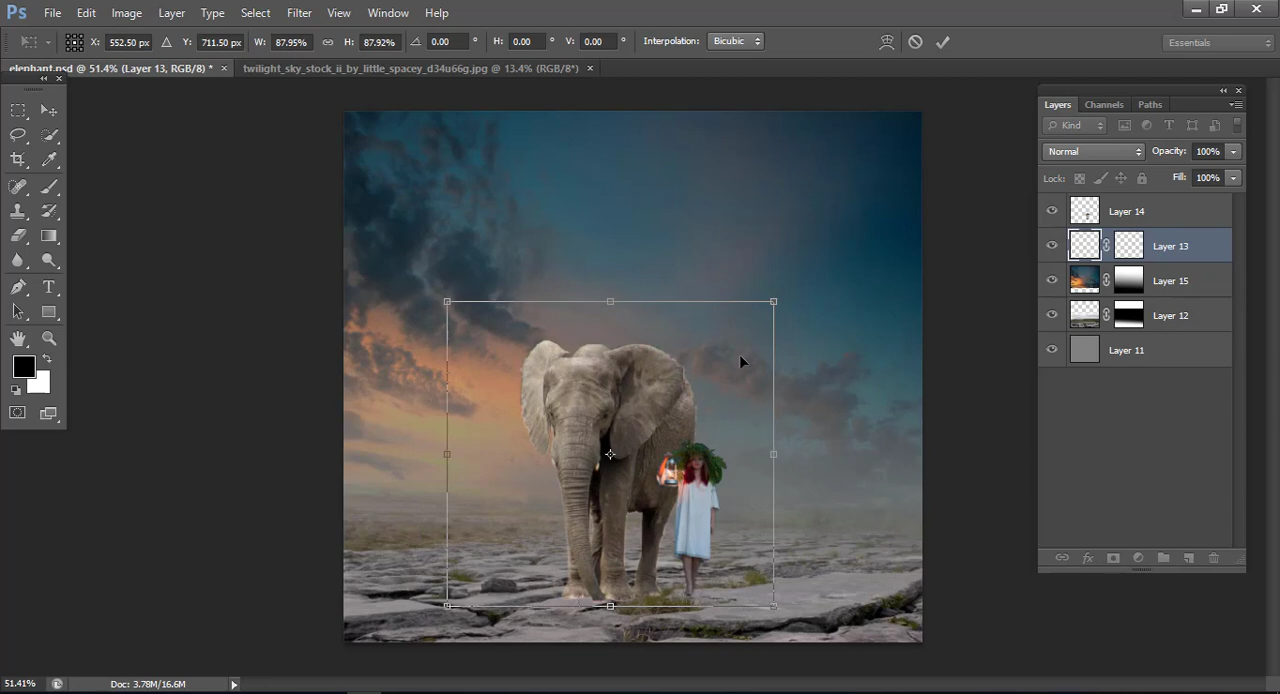 Ps File Edit Image Layer Type Select Filter View Window Help
X: 552.50 px Y: 711.50 px W: 87.95% H: 87.92% 0.00 ° H: 0.00 ° V: 0.00 ° Interpolation: Bicubic Essentials
elephant.psd @ 51.4% (Layer 13, RGB/8) * × twilight_sky_stock_ii_by_little_spacey_d34u66g.jpg @ 13.4% (RGB/8*) ×
Layers Channels Paths
Kind
Normal Opacity: 100%
Lock: Fill: 100%
Layer 14
Layer 13
Layer 15
Layer 12
Layer 11
fx
51.41% Doc: 3.78M/16.6M